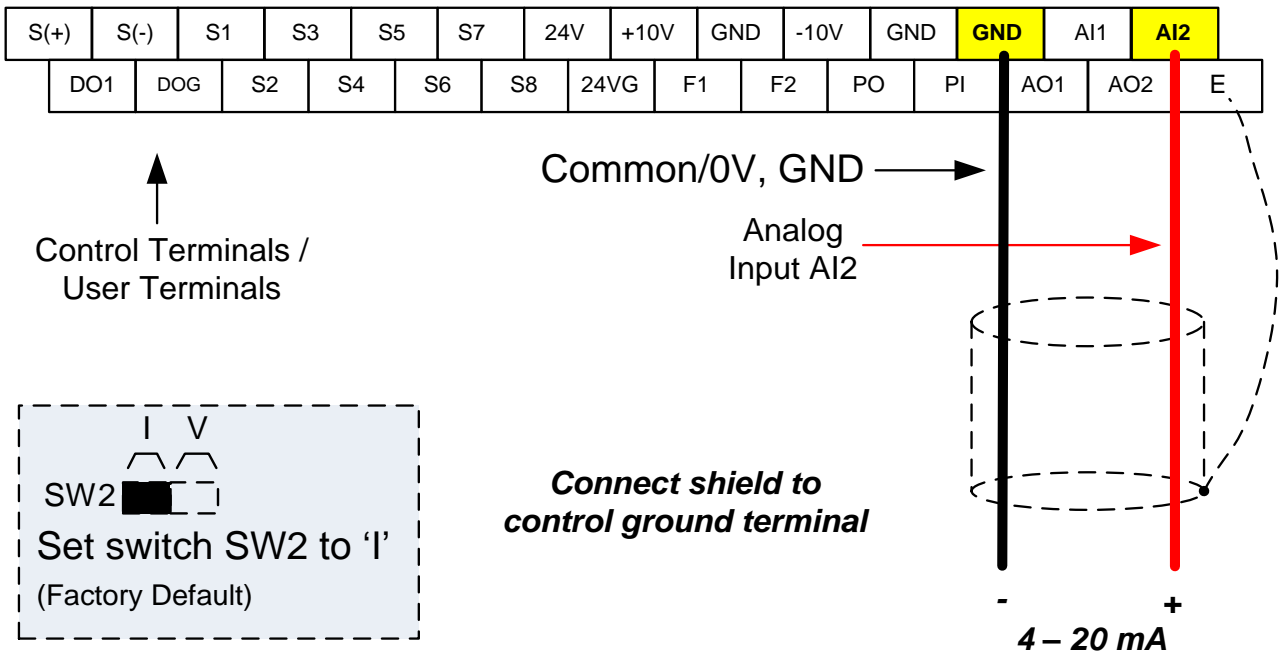 S(+) S(-) S1 S3 S5 S7 24V +10V GND -10V GND GND AI1 AI2
DO1 DOG S2 S4 S6 S8 24VG F1 F2 PO PI AO1 AO2 E
Common/0V, GND
Analog
Input AI2
Control Terminals /
User Terminals
I V
SW2
Set switch SW2 to ‘I’
(Factory Default)
Connect shield to
control ground terminal
- +
4 – 20 mA